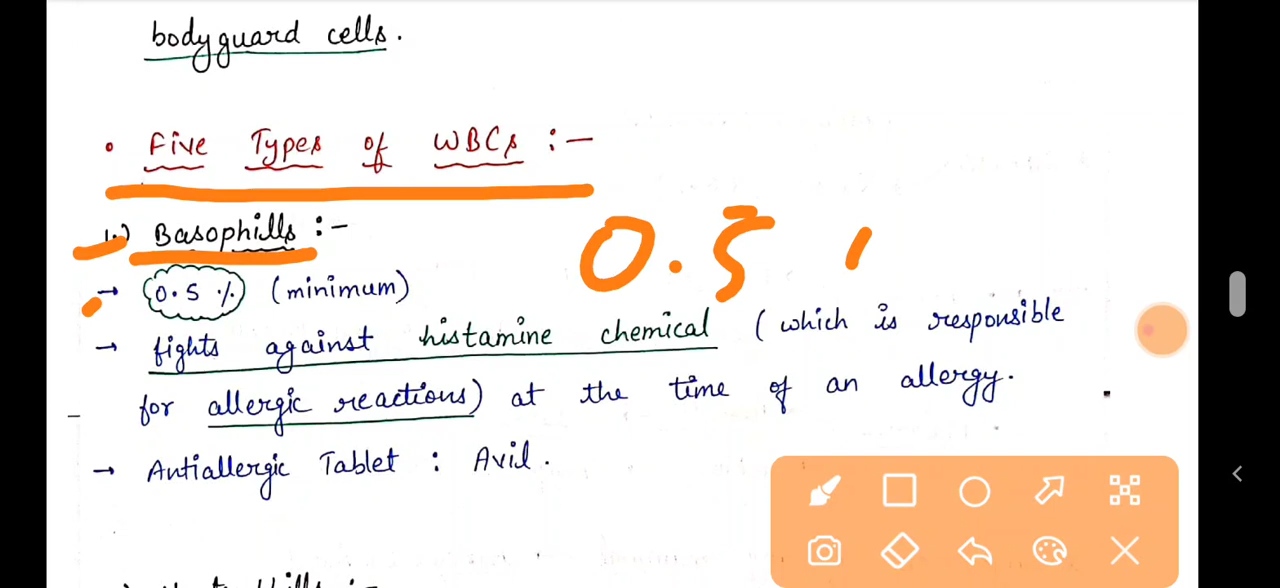 bodyguard cells.
• Five Types of WBCs :-
1.) Basophills :-
0.5
→ 0.5 % (minimum)
→ fights against histamine chemical (which is responsible
for allergic reactions) at the time of an allergy.
→ Antiallergic Tablet : Avil.